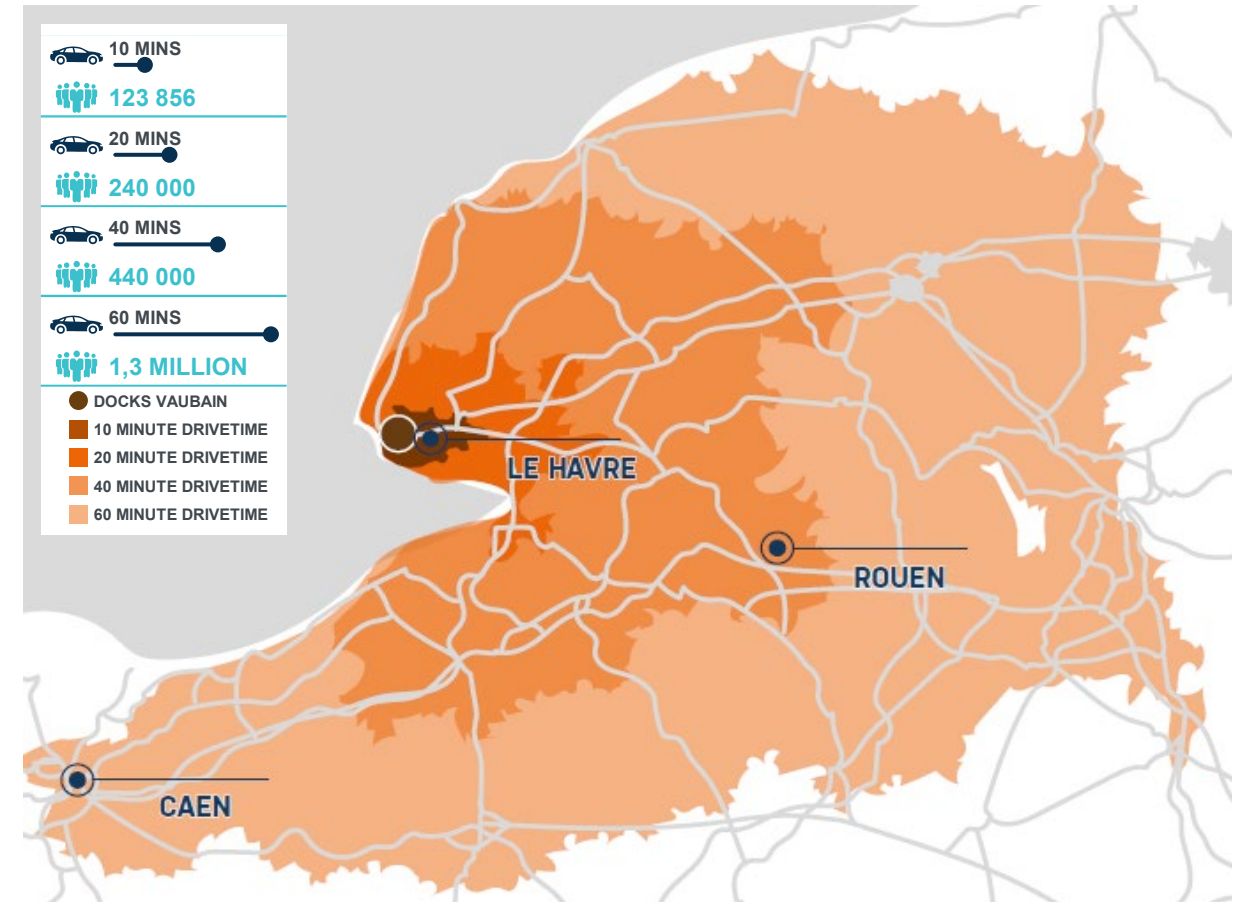 10 MINS
123 856
20 MINS
240 000
40 MINS
440 000
60 MINS
1,3 MILLION
DOCKS VAUBAIN
10 MINUTE DRIVETIME
20 MINUTE DRIVETIME
40 MINUTE DRIVETIME
60 MINUTE DRIVETIME
LE HAVRE
ROUEN
CAEN